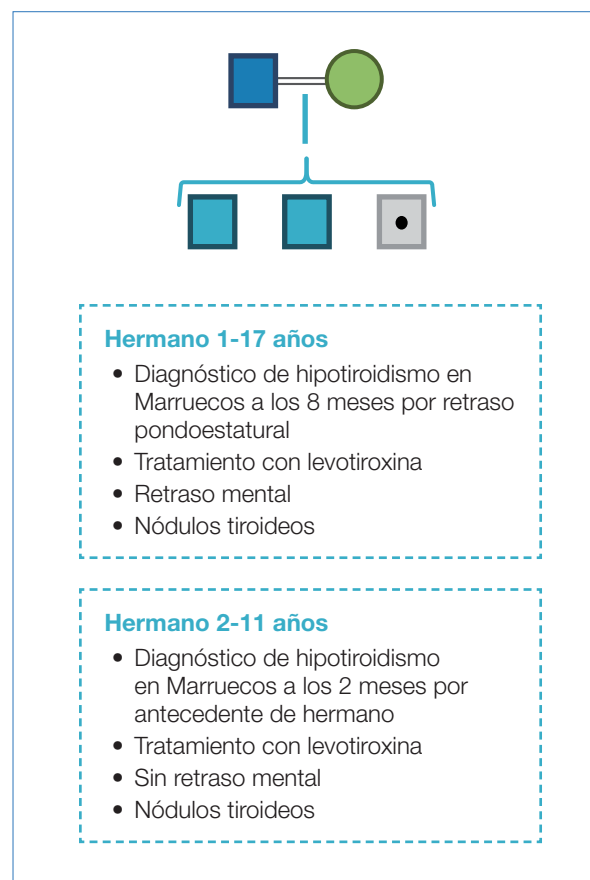 Hermano 1-17 años
• Diagnóstico de hipotiroidismo en
Marruecos a los 8 meses por retraso
pondoestatural
• Tratamiento con levotiroxina
• Retraso mental
• Nódulos tiroideos
Hermano 2-11 años
• Diagnóstico de hipotiroidismo
en Marruecos a los 2 meses por
antecedente de hermano
• Tratamiento con levotiroxina
• Sin retraso mental
• Nódulos tiroideos